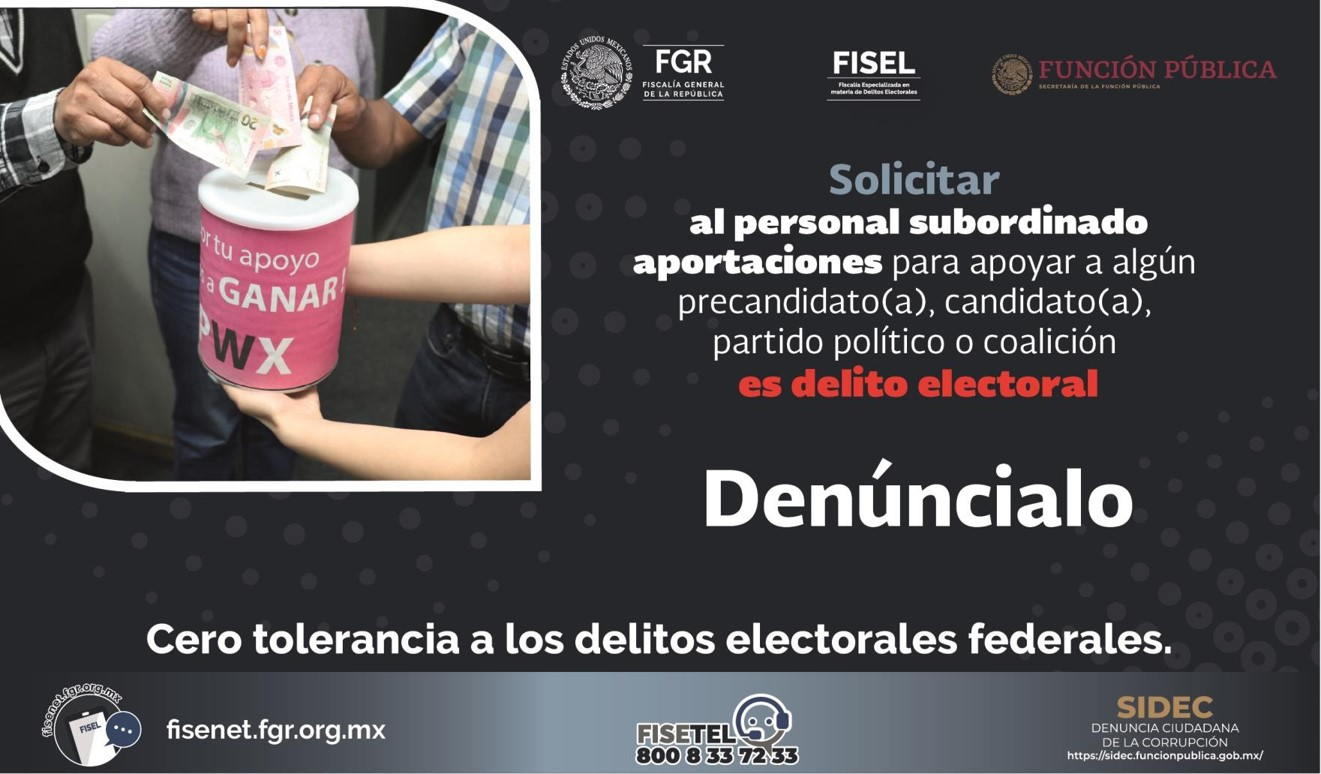 ESTADOS UNIDOS MEXICANOS
FGR
FISCALÍA GENERAL
DE LA REPÚBLICA
FISEL
Fiscalía Especializada en
materia de Delitos Electorales
FUNCIÓN PÚBLICA
SECRETARÍA DE LA FUNCIÓN PÚBLICA
20
or tu apoyo
a GANAR!
PWX
Solicitar
al personal subordinado
aportaciones para apoyar a algún
precandidato(a), candidato(a),
partido político o coalición
es delito electoral
Denúncialo
Cero tolerancia a los delitos electorales federales.
fisenet.fgr.org.mx
FISEL
fisenet.fgr.org.mx
FISETEL
800 8 33 72 33
SIDEC
DENUNCIA CIUDADANA
DE LA CORRUPCIÓN
https://sidec.funcionpublica.gob.mx/